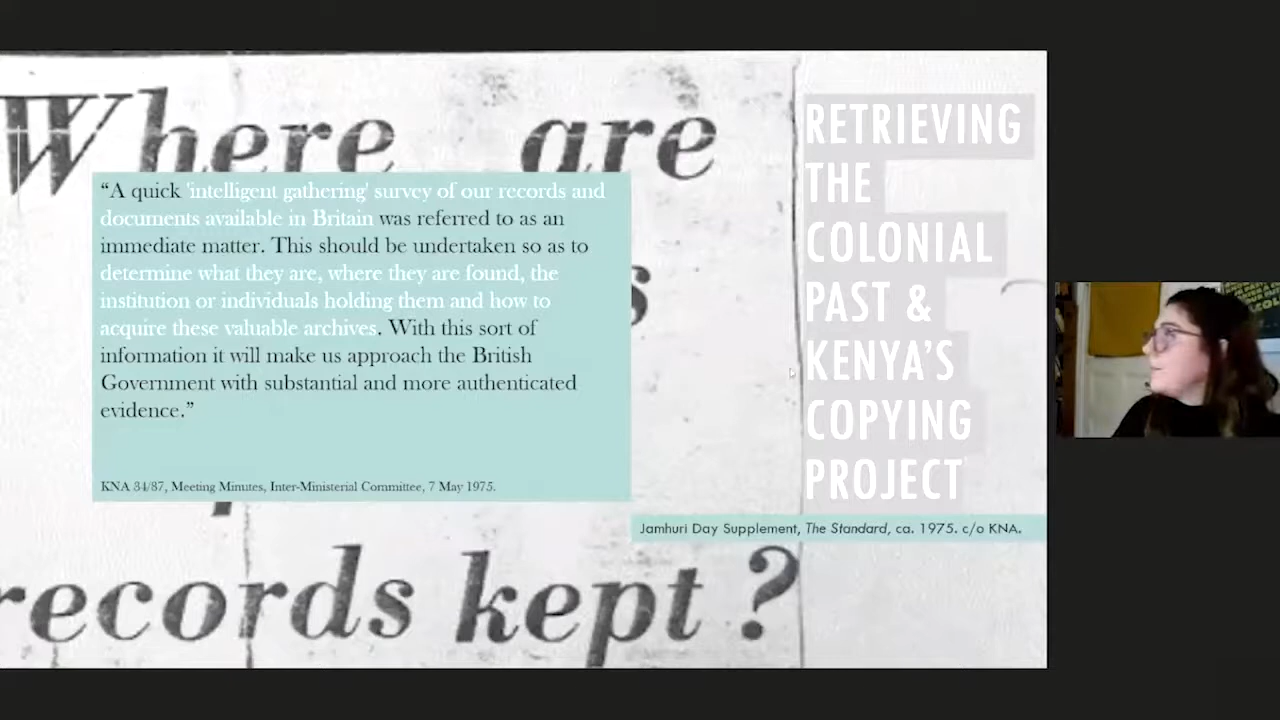 Where are
s
records kept?
“A quick 'intelligent gathering' survey of our records and
documents available in Britain was referred to as an
immediate matter. This should be undertaken so as to
determine what they are, where they are found, the
institution or individuals holding them and how to
acquire these valuable archives. With this sort of
information it will make us approach the British
Government with substantial and more authenticated
evidence.”
KNA 34/87, Meeting Minutes, Inter-Ministerial Committee, 7 May 1975.
RETRIEVING
THE
COLONIAL
PAST &
KENYA’S
COPYING
PROJECT
Jamhuri Day Supplement, The Standard, ca. 1975. c/o KNA.